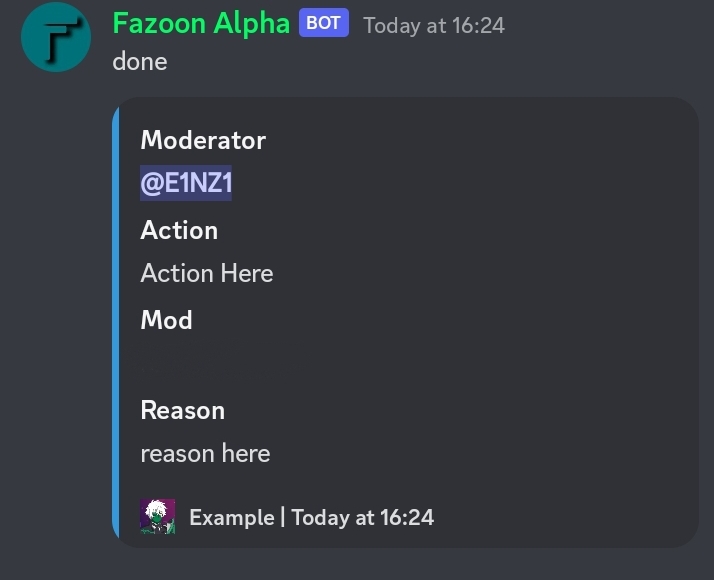 Fazoon Alpha BOT Today at 16:24
done
Moderator
@E1NZ1
Action
Action Here
Mod
Reason
reason here
Example | Today at 16:24